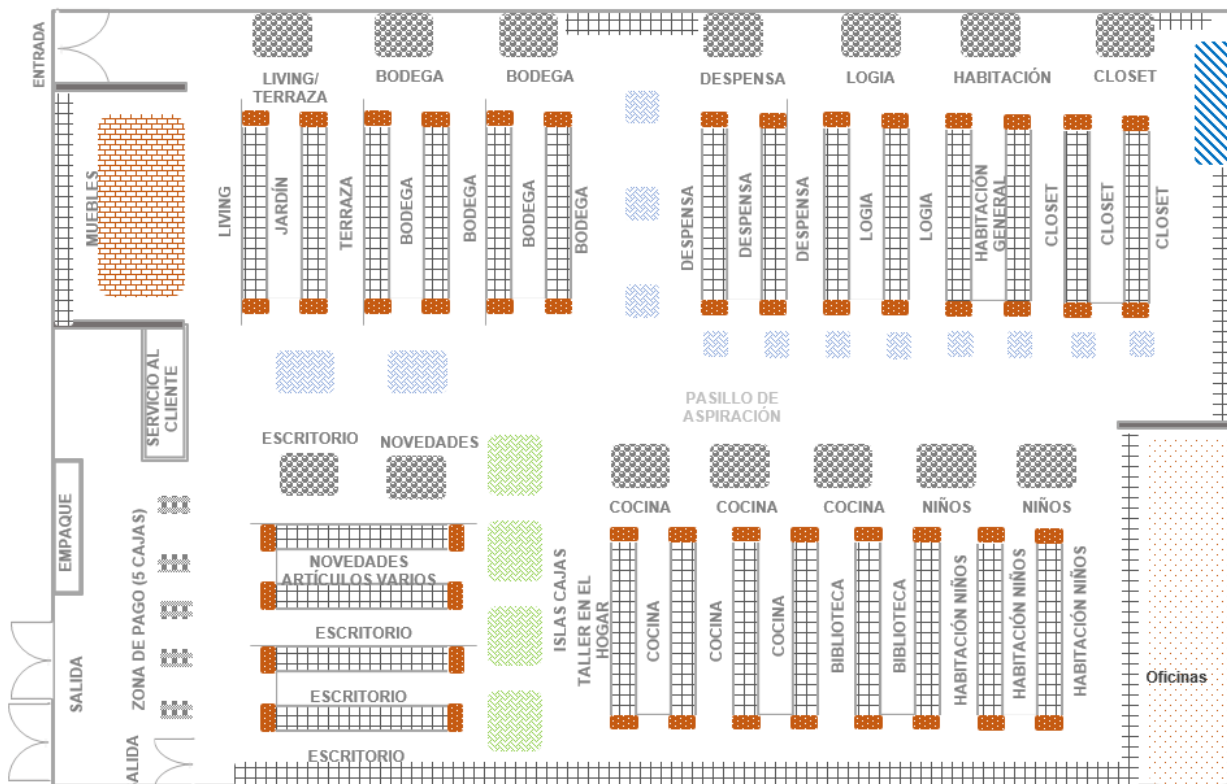 ENTRADA
LIVING/
TERRAZA
BODEGA
BODEGA
DESPENSA
LOGIA
HABITACIÓN
CLOSET
MUEBLES
LIVING
JARDÍN
TERRAZA
BODEGA
BODEGA
BODEGA
BODEGA
DESPENSA
DESPENSA
DESPENSA
LOGIA
LOGIA
HABITACIÓN
GENERAL
CLOSET
CLOSET
CLOSET
SERVICIO AL
CLIENTE
PASILLO DE
ASPIRACIÓN
ESCRITORIO
NOVEDADES
EMPAQUE
ZONA DE PAGO (5 CAJAS)
COCINA
COCINA
COCINA
NIÑOS
NIÑOS
NOVEDADES
ARTÍCULOS VARIOS
ESCRITORIO
ESCRITORIO
ESCRITORIO
ISLAS CAJAS
TALLER EN EL
HOGAR
COCINA
COCINA
COCINA
BIBLIOTECA
BIBLIOTECA
HABITACIÓN NIÑOS
HABITACIÓN NIÑOS
HABITACIÓN NIÑOS
Oficinas
SALIDA
ALIDA